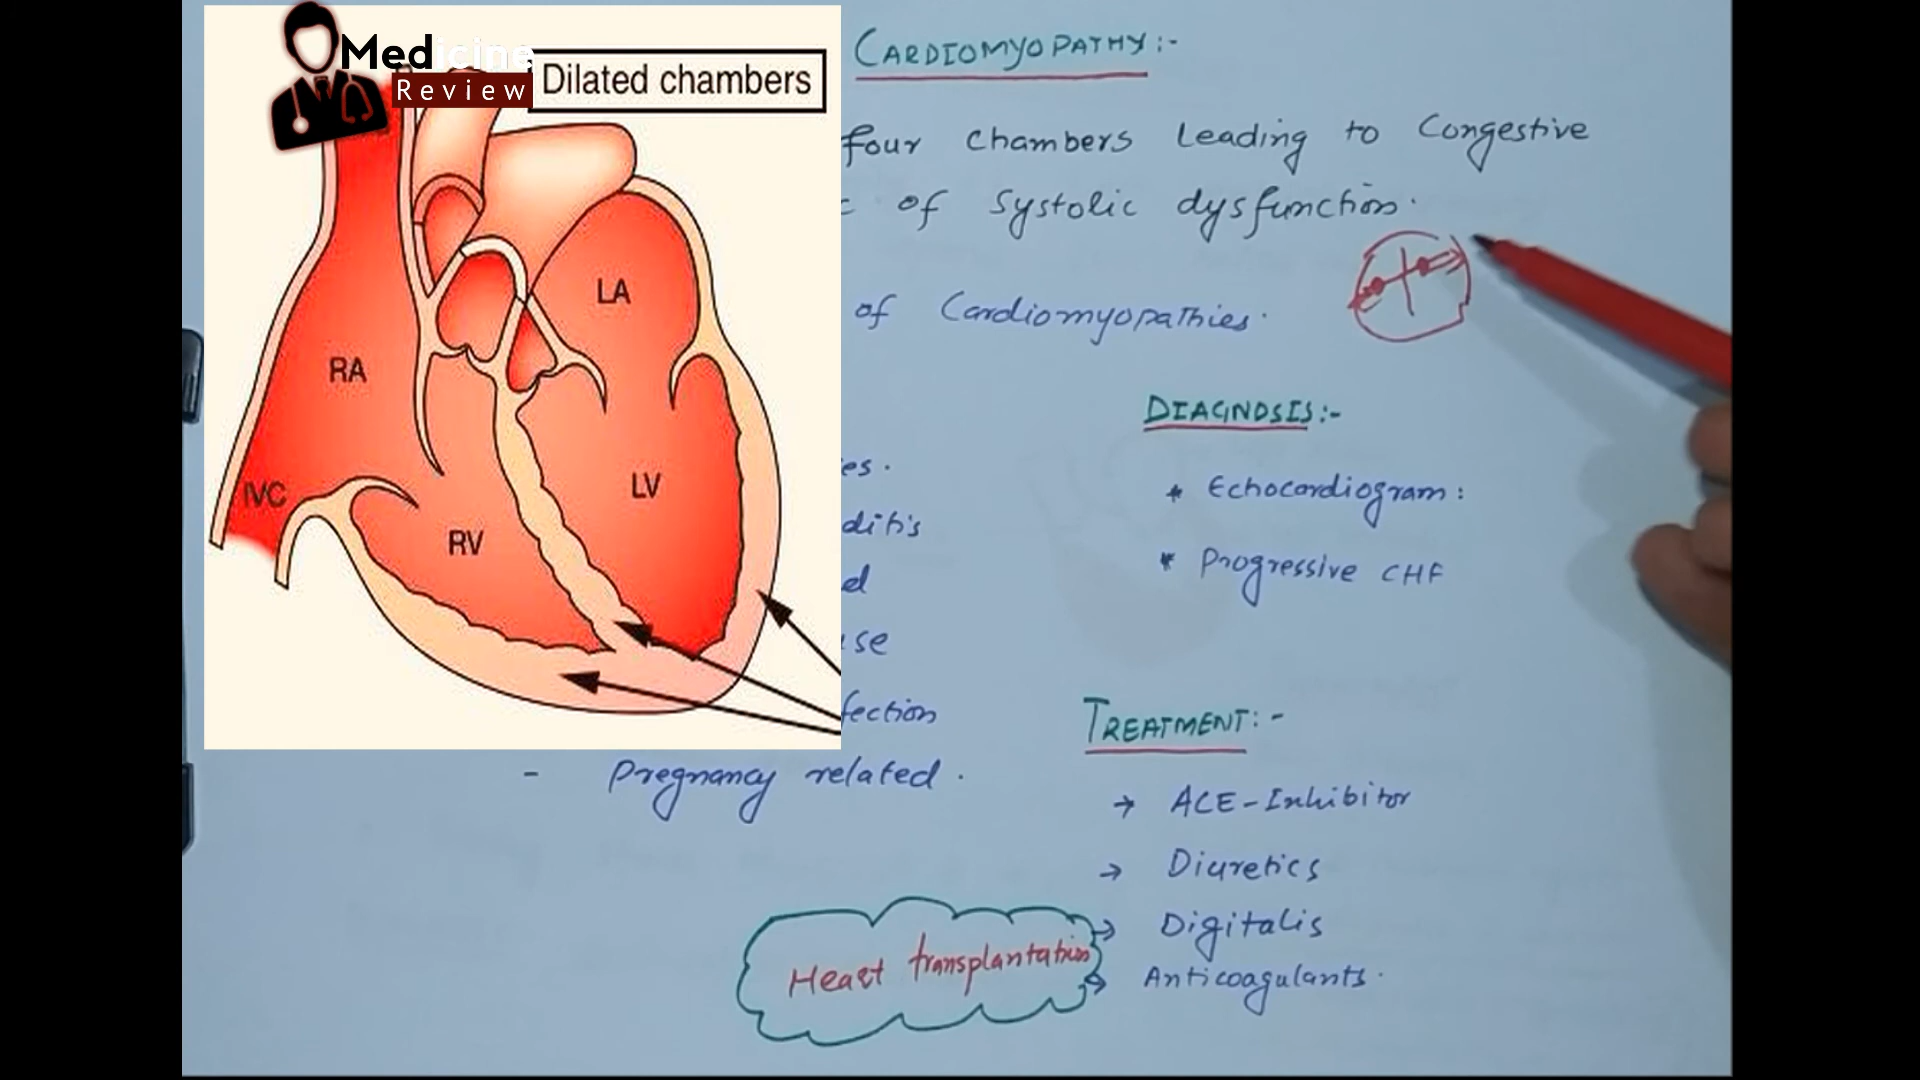 Medicine
Review
Dilated chambers
CARDIOMYOPATHY:-
four chambers leading to Congestive
of Systolic dysfunction.
of Cardiomyopathies.
LA
RA
LV
IVC
RV
DIAGNOSIS:-
es.
* Echocardiogram:
ditis
* Progressive CHF
ed
se
fection
TREATMENT:-
- Pregnancy related.
→ ACE-Inhibitor
→ Diuretics
→ Digitalis
Heart transplantation
→ Anticoagulants.